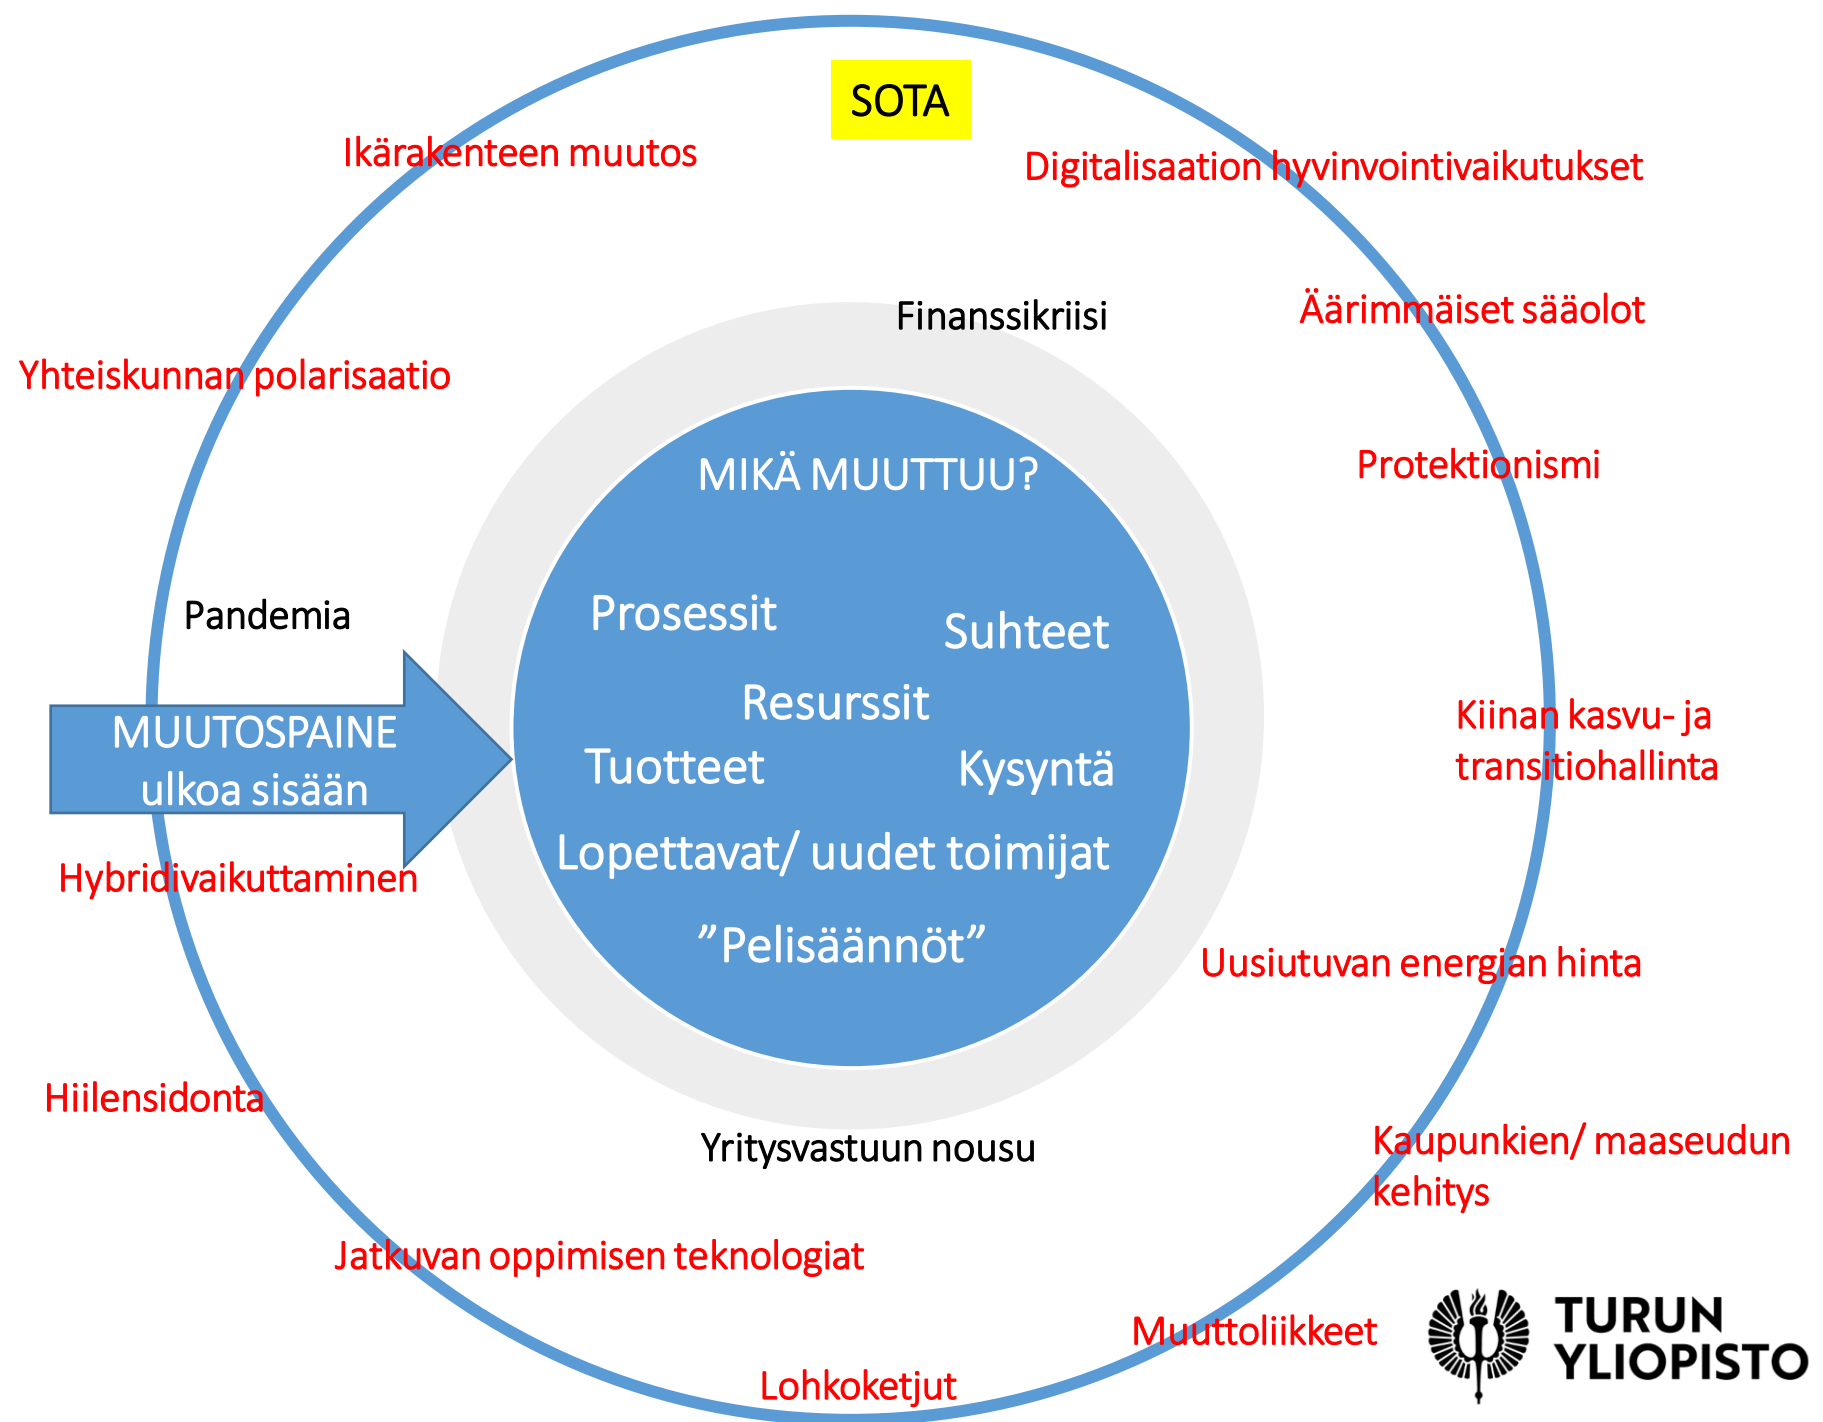 SOTA
Ikärakenteen muutos
Digitalisaation hyvinvointivaikutukset
Finanssikriisi
Äärimmäiset sääolot
Yhteiskunnan polarisaatio
MIKÄ MUUTTUU?
Protektionismi
Pandemia
Prosessit
Suhteet
Resurssit
MUUTOSPAINE
ulkoa sisään
Tuotteet
Kysyntä
Kiinan kasvu- ja
transitiohallinta
Lopettavat/ uudet toimijat
Hybridivaikuttaminen
”Pelisäännöt”
Uusiutuvan energian hinta
Hiilensidonta
Yritysvastuun nousu
Kaupunkien/ maaseudun
kehitys
Jatkuvan oppimisen teknologiat
Muuttoliikkeet
Lohkoketjut
TURUN
YLIOPISTO